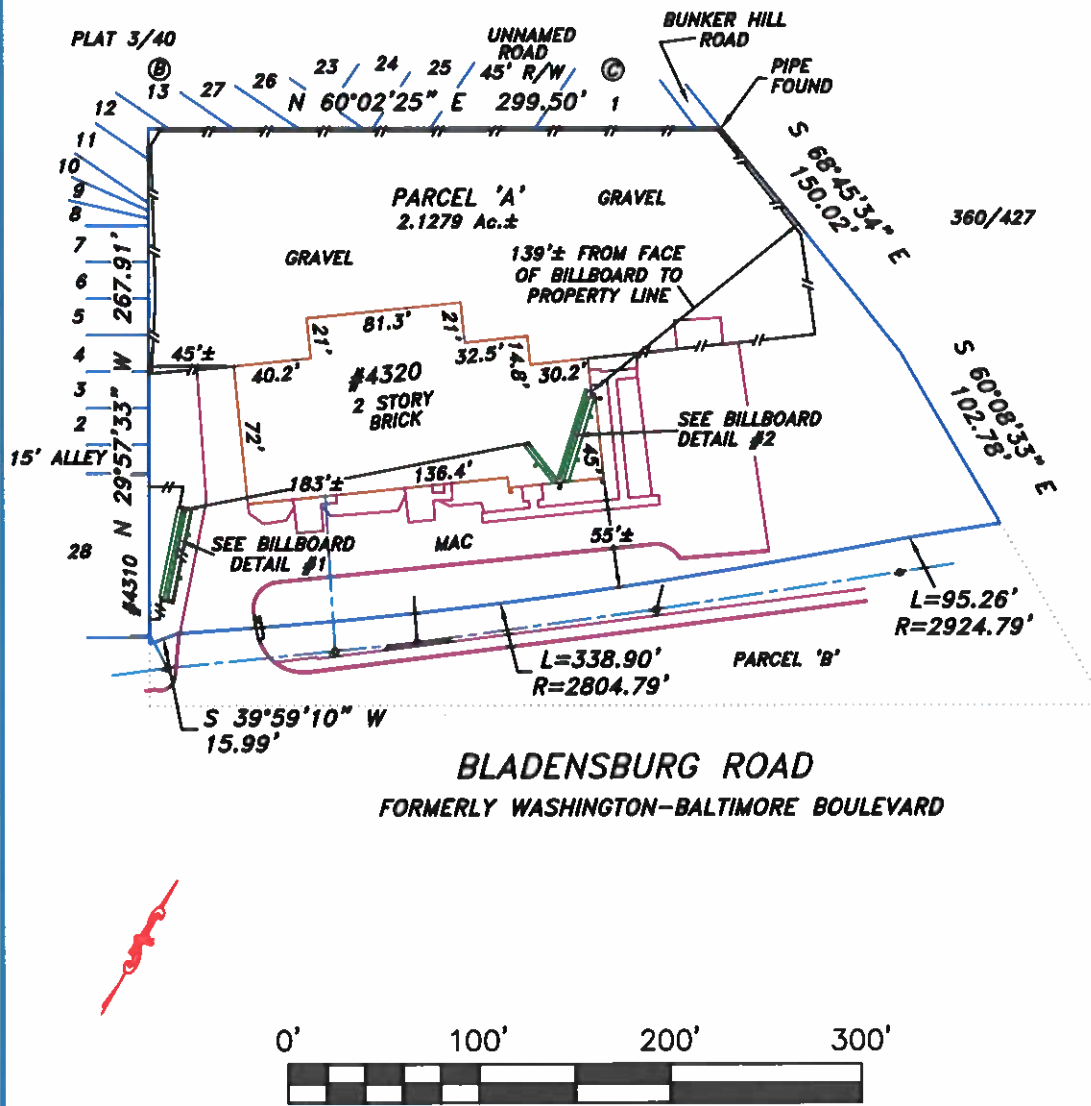 PLAT 3/40
B
UNNAMED
ROAD
45' R/W
C
BUNKER HILL
ROAD
PIPE
FOUND
12
13
27
26
23
24
25
N 60°02'25" E 299.50'
1
11
10
9
8
7
6
5
4
3
2
15' ALLEY
28
N 29°57'33" W 267.91'
#4310
PARCEL 'A'
2.1279 Ac.±
GRAVEL
GRAVEL
S 68°45'34" E
150.02'
360/427
139'± FROM FACE
OF BILLBOARD TO
PROPERTY LINE
45'±
40.2'
21'
81.3'
21'
32.5'
14.8'
30.2'
#4320
2 STORY
BRICK
72'
45'
SEE BILLBOARD
DETAIL #2
S 60°08'33" E
102.78'
183'±
136.4'
SEE BILLBOARD
DETAIL #1
MAC
55'±
L=95.26'
R=2924.79'
L=338.90'
R=2804.79'
PARCEL 'B'
S 39°59'10" W
15.99'
BLADENSBURG ROAD
FORMERLY WASHINGTON-BALTIMORE BOULEVARD
0' 100' 200' 300'